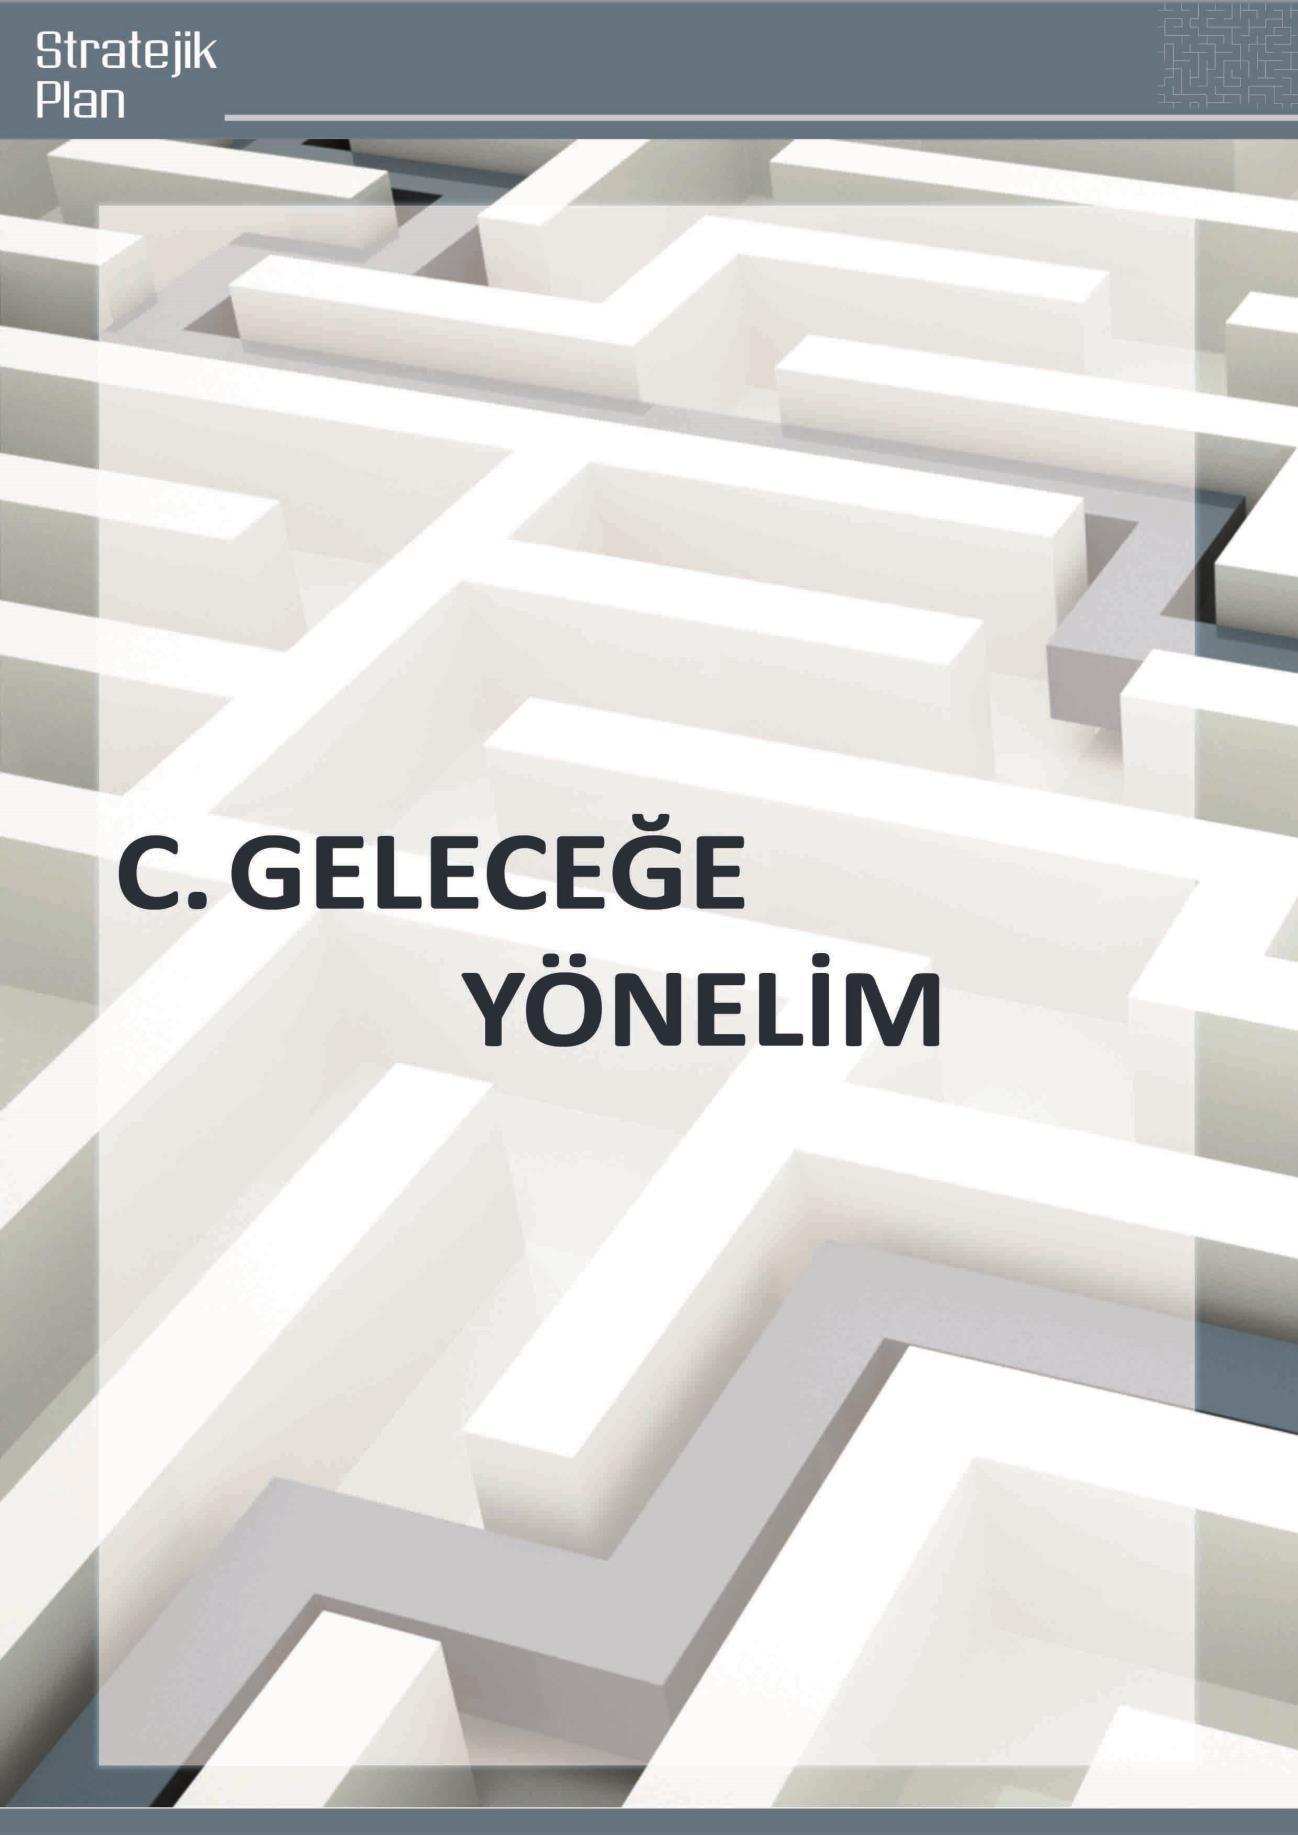 Stratejik
Plan
C. GELECEĞE
YÖNELİM